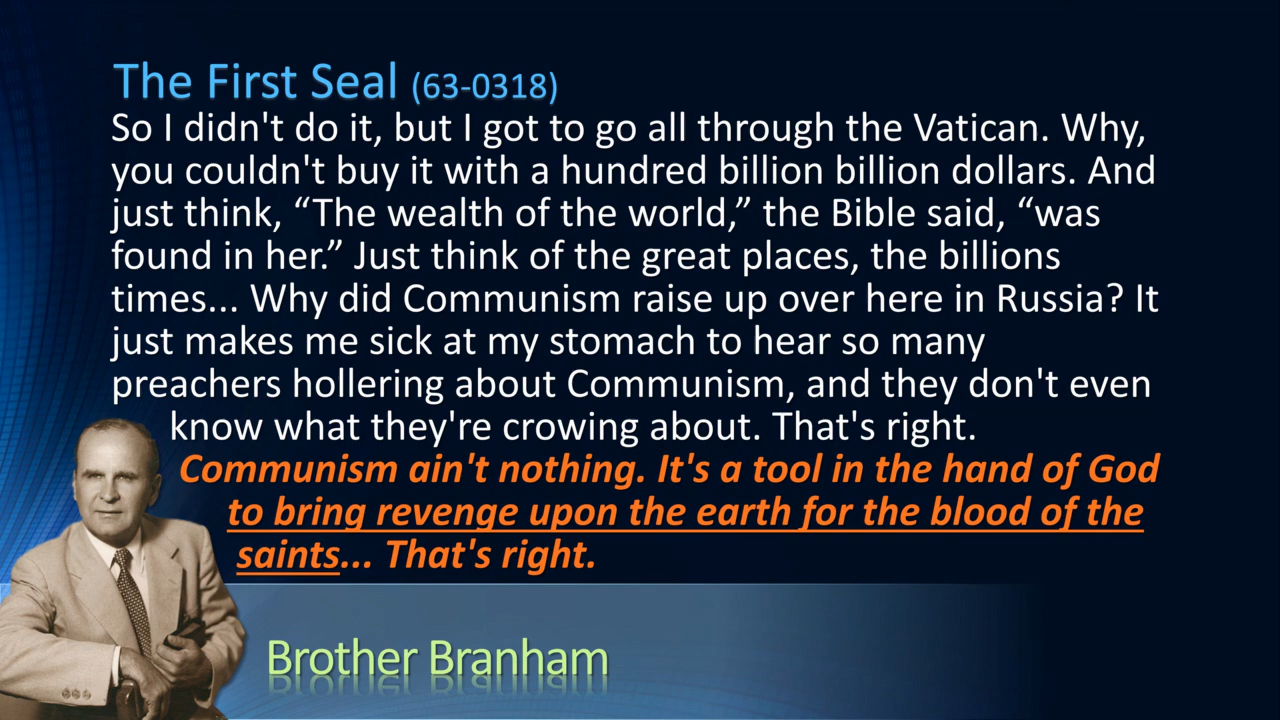 The First Seal (63-0318)
So I didn't do it, but I got to go all through the Vatican. Why,
you couldn't buy it with a hundred billion billion dollars. And
just think, “The wealth of the world,” the Bible said, “was
found in her.” Just think of the great places, the billions
times... Why did Communism raise up over here in Russia? It
just makes me sick at my stomach to hear so many
preachers hollering about Communism, and they don't even
know what they're crowing about. That's right.
Communism ain't nothing. It's a tool in the hand of God
to bring revenge upon the earth for the blood of the
saints... That's right.
Brother Branham